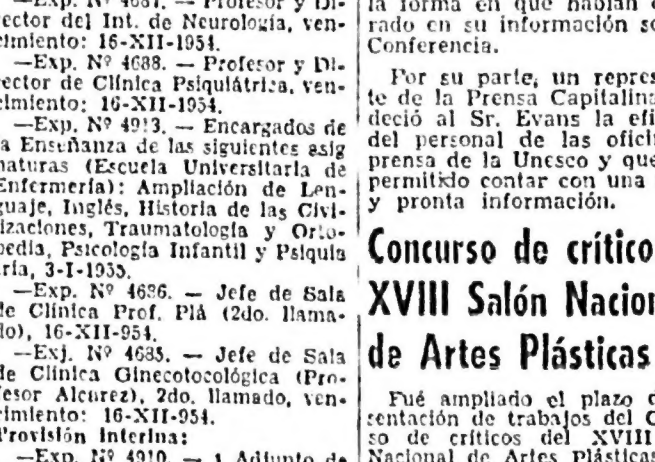 —Exp. Nº 4681. — Profesor y Di-
ector del Int. de Neurología, ven-
cimiento: 16-XII-1954.
—Exp. Nº 4688. — Profesor y Di-
rector de Clínica Psiquiátrica, ven-
cimiento: 16-XII-1954.
—Exp. Nº 4913. — Encargados de
la Enseñanza de las siguientes asig
naturas (Escuela Universitaria de
Enfermería): Ampliación de Len-
guaje, Inglés, Historia de las Civi-
lizaciones, Traumatología y Orto-
pedia, Psicología Infantil y Psiquia
ría, 3-I-1955.
—Exp. Nº 4686. — Jefe de Sala
de Clínica Prof. Plá (2do. llama-
do), 16-XII-954.
—Exj. Nº 4685. — Jefe de Sala
de Clínica Ginecotocológica (Pro-
fesor Alcurez), 2do. llamado, ven-
cimiento: 16-XII-954.
Provisión Interina:
—Exp. Nº 4910. — 1 Adjunto de
la forma en que habían
rado en su información
Conferencia.
Por su parte, un repres
te de la Prensa Capitalina
deció al Sr. Evans la efi
del personal de las ofici
prensa de la Unesco y que
permitido contar con una
y pronta información.
Concurso de crítico
XVIII Salón Nacion
de Artes Plásticas
Fué ampliado el plazo d
sentación de trabajos del C
so de críticos del XVIII
Nacional de Artes Plásticas